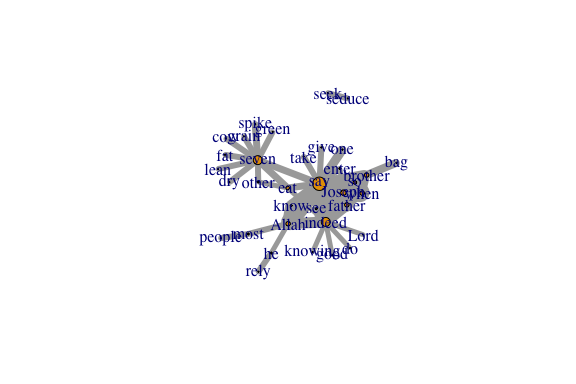 seek
seduce
spike
cow
grain
green
give
one
fat
seven
take
enter
bag
lean
dry
other
eat
say
brother
so
Joseph
when
know
see
father
Allah
indeed
people
most
Lord
he
knowing
good
do
rely